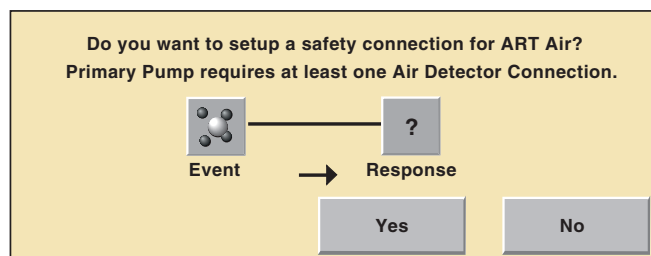 Do you want to setup a safety connection for ART Air?
Primary Pump requires at least one Air Detector Connection.
?
Event
Response
Yes
No